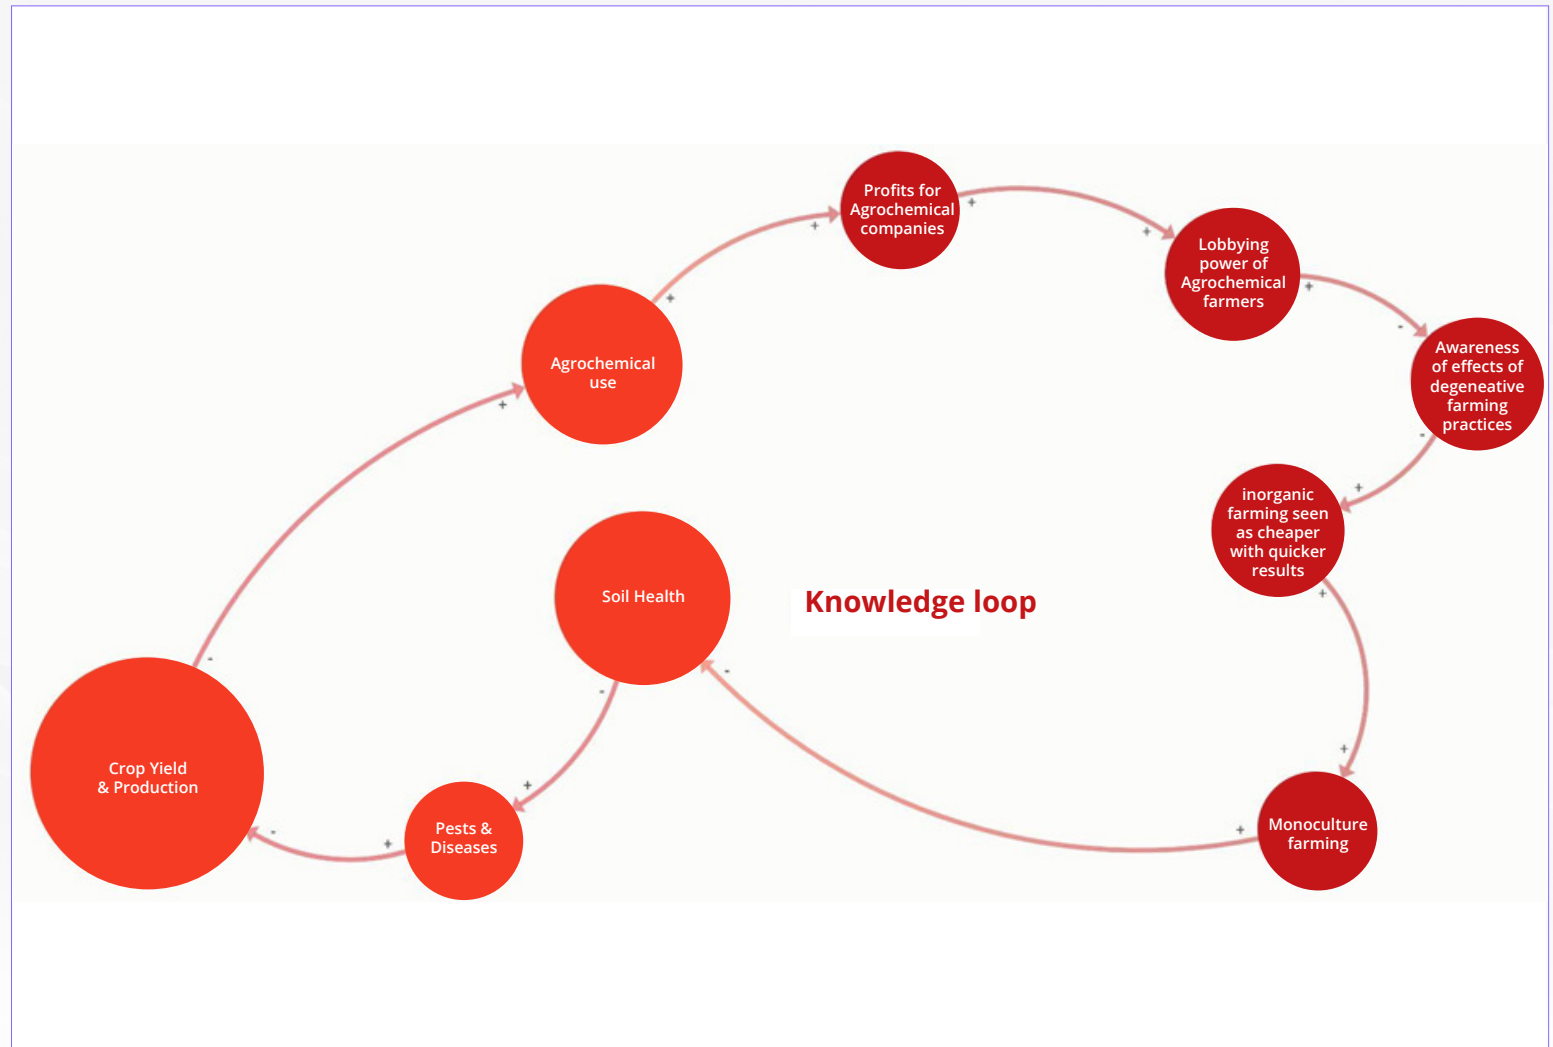 Profits for
Agrochemical
companies
+
+
+
+
Lobbying
power of
Agrochemical
farmers
+
-
Awareness
of effects of
degeneative
farming
practices
-
+
inorganic
farming seen
as cheaper
with quicker
results
+
+
Monoculture
farming
+
-
Knowledge loop
Soil Health
-
+
Pests &
Diseases
+
-
Crop Yield
& Production
-
+
Agrochemical
use